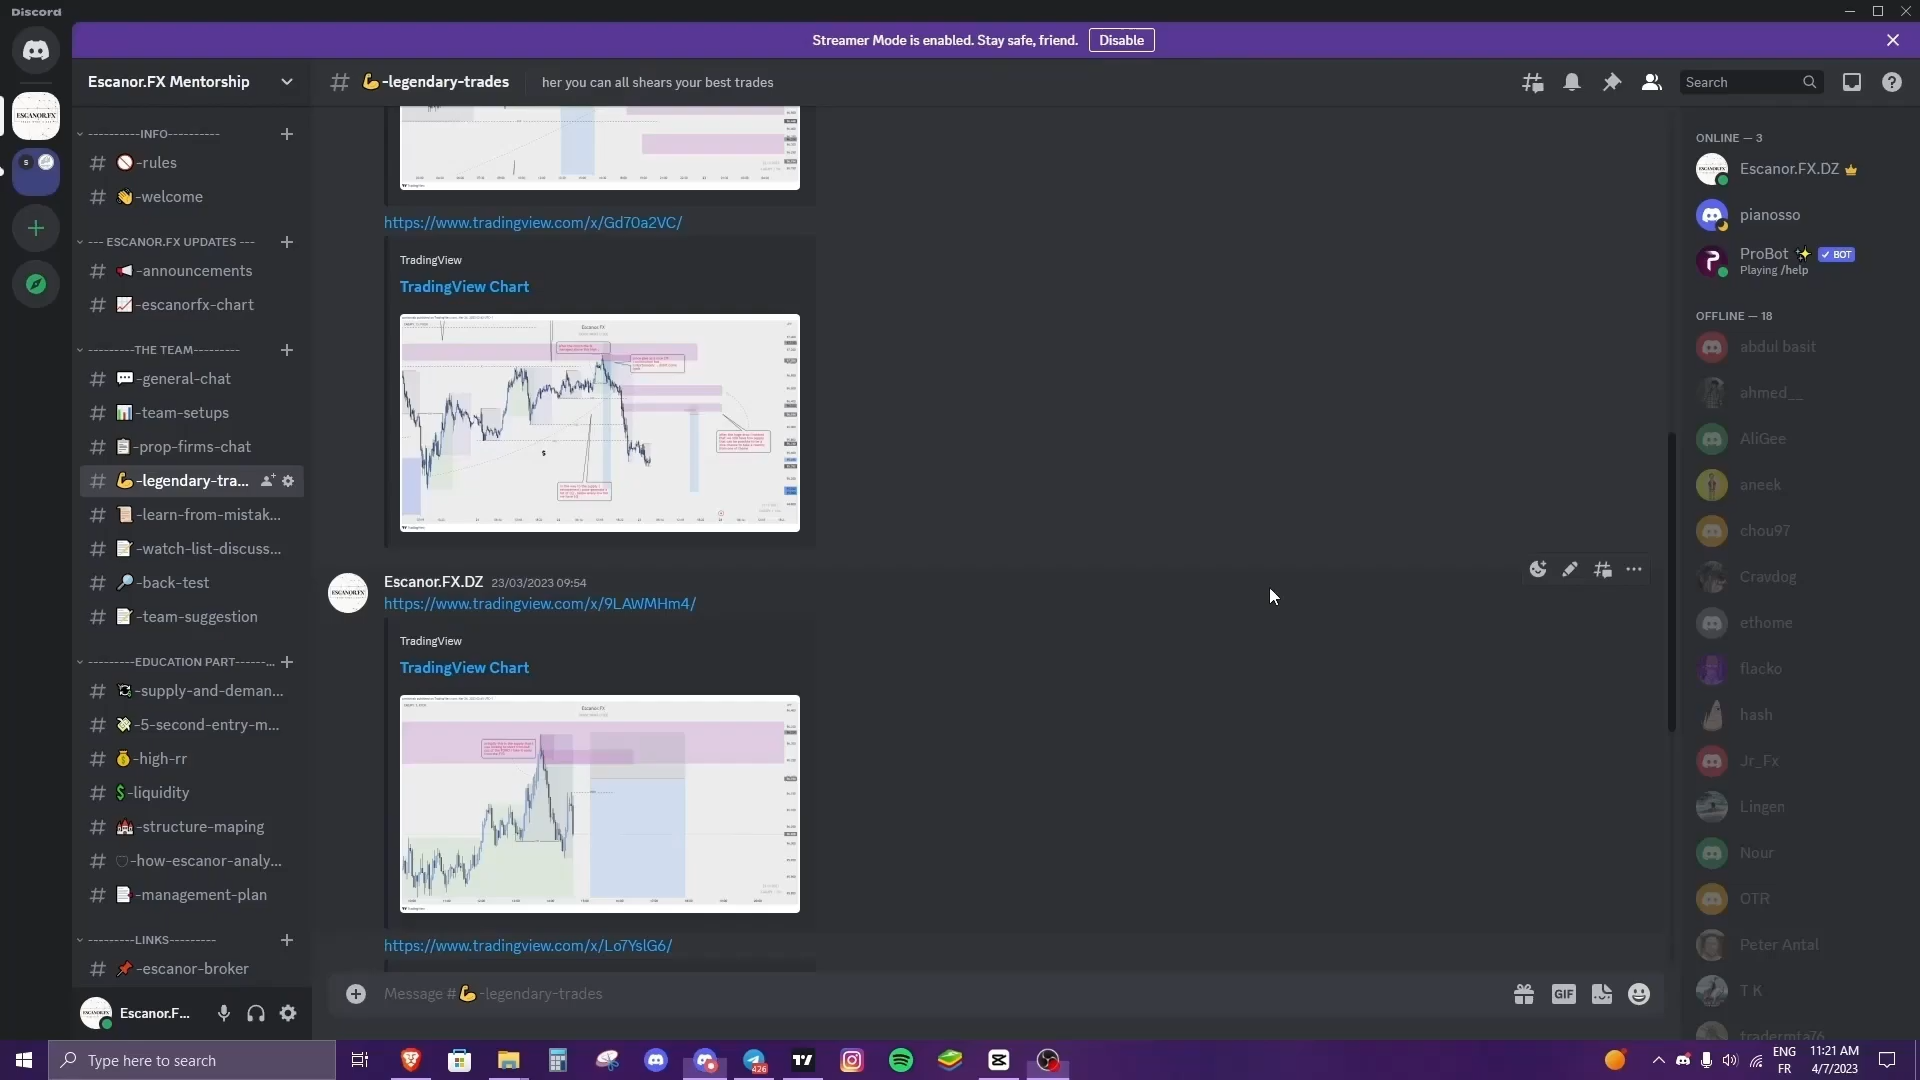 Discord
Streamer Mode is enabled. Stay safe, friend.
Disable
Escanor.FX Mentorship
💪-legendary-trades
her you can all shears your best trades
Search
----------INFO----------
🚫-rules
👋-welcome
--- ESCANOR.FX UPDATES ---
📢-announcements
📈-escanorfx-chart
---------THE TEAM---------
💬-general-chat
📊-team-setups
📋-prop-firms-chat
💪-legendary-tra...
📜-learn-from-mistak...
📝-watch-list-discuss...
🔎-back-test
📝-team-suggestion
---------EDUCATION PART------...
💱-supply-and-deman...
💸-5-second-entry-m...
💰-high-rr
💲-liquidity
🏰-structure-maping
-how-escanor-analy...
📑-management-plan
---------LINKS---------
📌-escanor-broker
Escanor.F...
https://www.tradingview.com/x/Gd70a2VC/
TradingView
TradingView Chart
Escanor.FX
Escanor.FX.DZ 23/03/2023 09:54
https://www.tradingview.com/x/9LAWMHm4/
TradingView
TradingView Chart
Escanor.FX
https://www.tradingview.com/x/Lo7YslG6/
Message #💪-legendary-trades
GIF
ONLINE — 3
Escanor.FX.DZ
pianosso
ProBot ✨ ✓ BOT
Playing /help
OFFLINE — 18
abdul basit
ahmed__
AliGee
aneek
chou97
Cravdog
ethome
flacko
hash
Jr_Fx
Lingen
Nour
OTR
Peter Antal
T K
tradermta76
Type here to search
426
ENG
FR
11:21 AM
4/7/2023